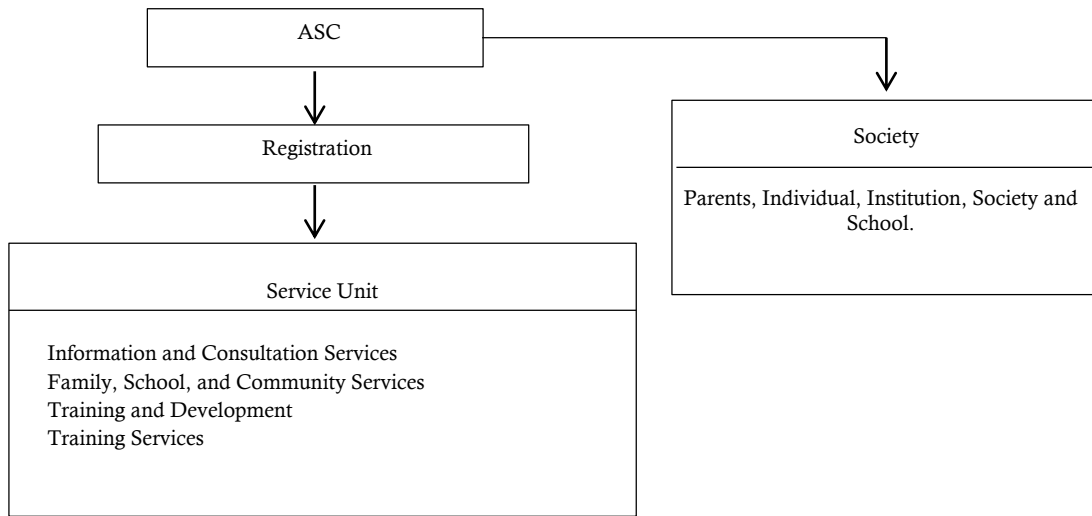 ASC
Registration
Society
Parents, Individual, Institution, Society and
School.
Service Unit
Information and Consultation Services
Family, School, and Community Services
Training and Development
Training Services